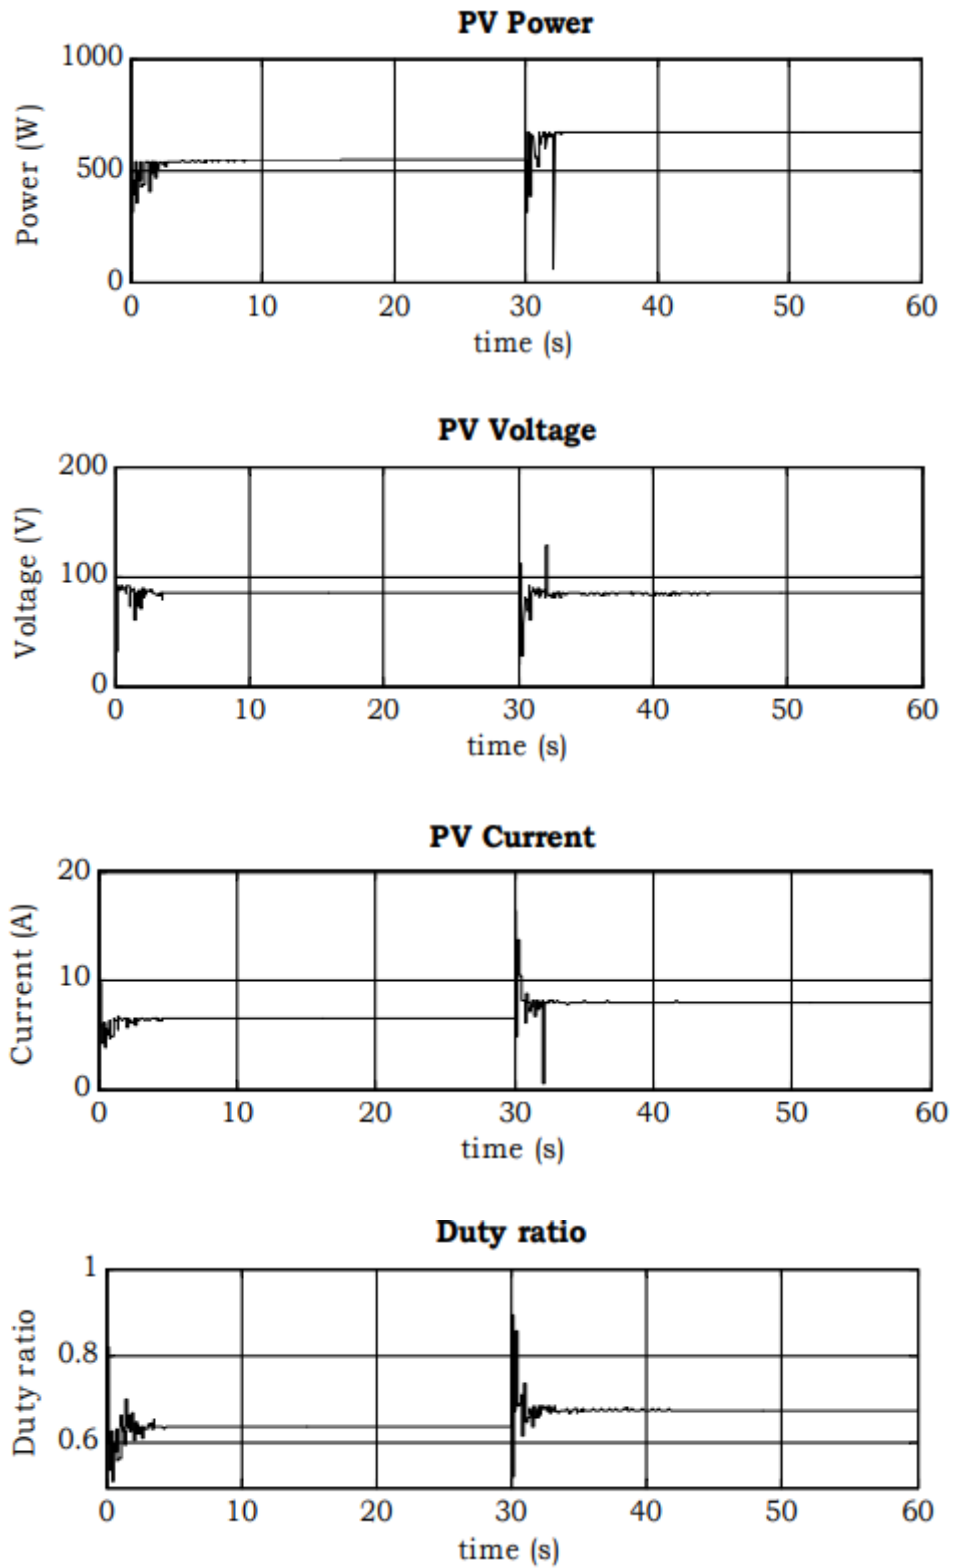 PV Power
1000
500
0
Power (W)
0 10 20 30 40 50 60
time (s)
PV Voltage
200
100
0
Voltage (V)
0 10 20 30 40 50 60
time (s)
PV Current
20
10
0
Current (A)
0 10 20 30 40 50 60
time (s)
Duty ratio
1
0.8
0.6
Duty ratio
0 10 20 30 40 50 60
time (s)